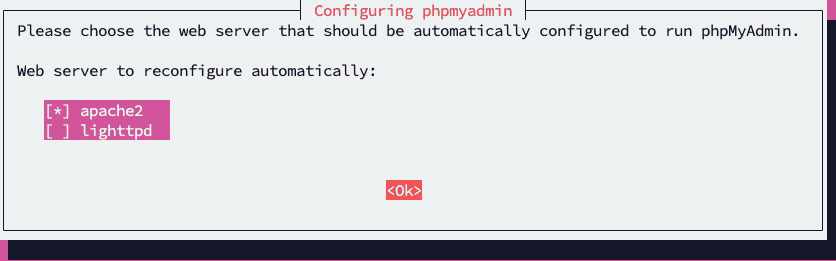 Configuring phpmyadmin
Please choose the web server that should be automatically configured to run phpMyAdmin.
Web server to reconfigure automatically:
[*] apache2
[ ] lighttpd
<Ok>